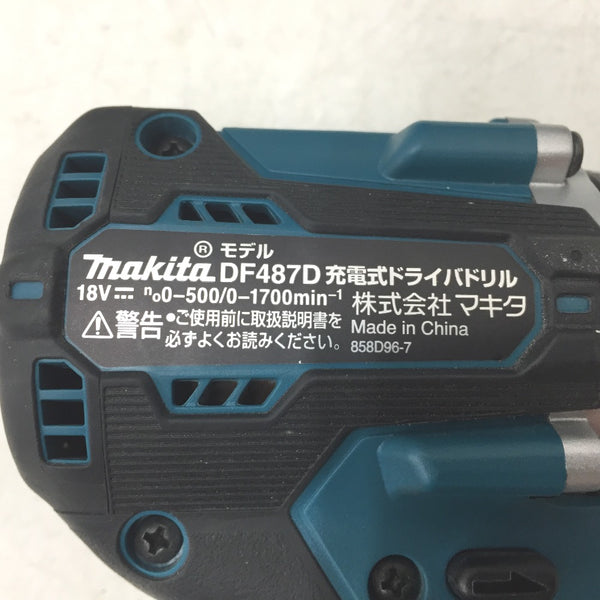 モデル
makita® DF487D 充電式ドライバドリル
18V⎓ n₀0-500/0-1700min⁻¹ 株式会社 マキタ
⚠警告 •ご使用前に取扱説明書を必ずよくお読みください。
Made in China
858D96-7